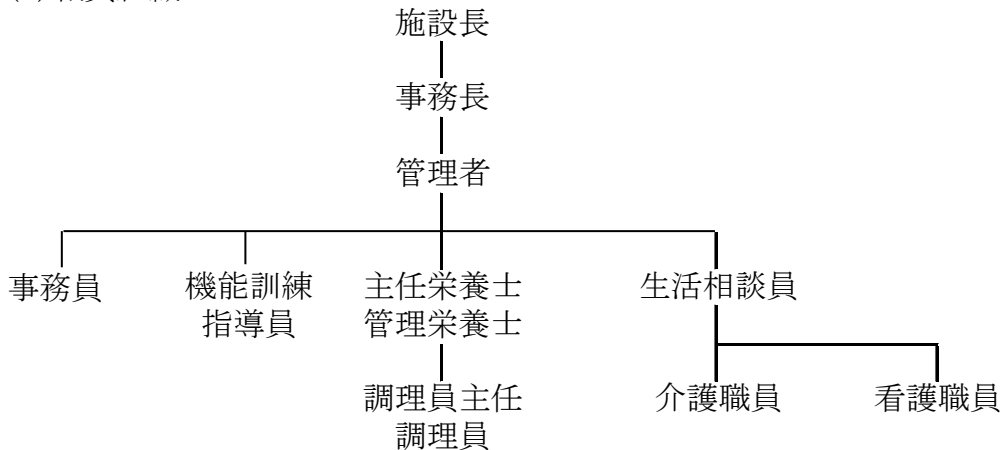 施設長
事務長
管理者
事務員
機能訓練
指導員
主任栄養士
管理栄養士
生活相談員
調理員主任
調理員
介護職員
看護職員